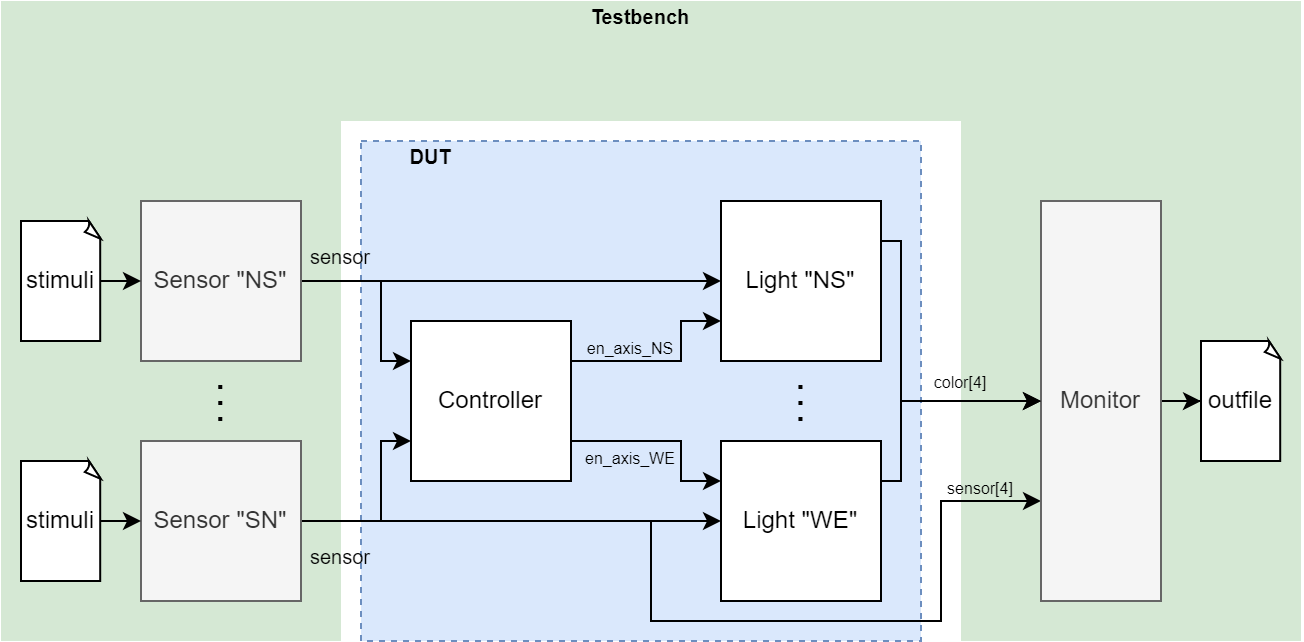 Testbench
DUT
stimuli
Sensor "NS"
sensor
Light "NS"
en_axis_NS
Controller
color[4]
Monitor
outfile
en_axis_WE
sensor[4]
stimuli
Sensor "SN"
sensor
Light "WE"